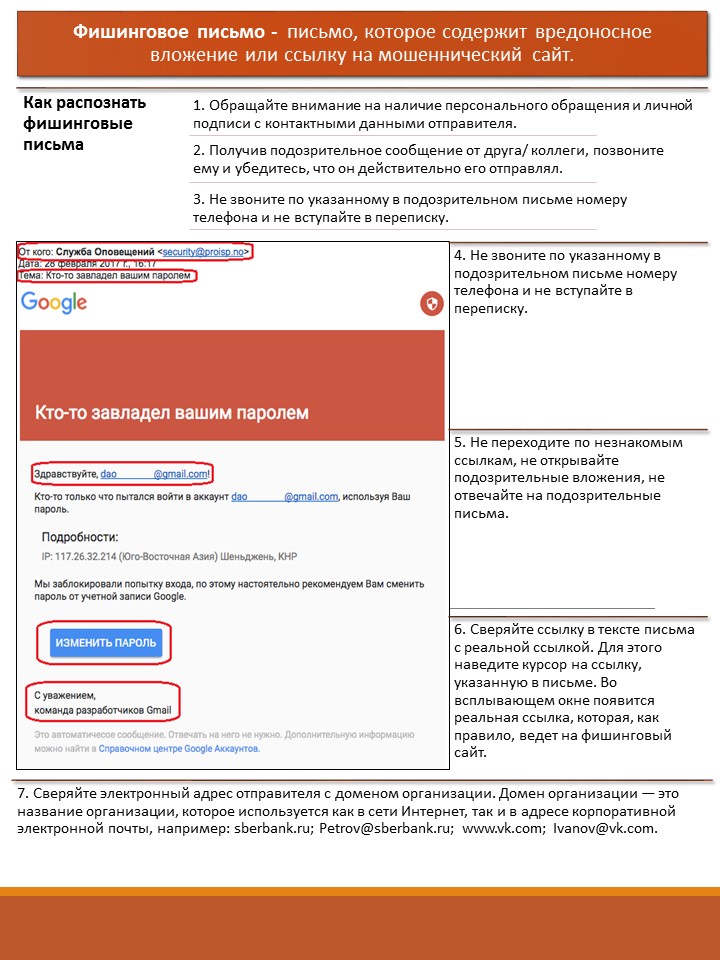 Фишинговое письмо - письмо, которое содержит вредоносное
вложение или ссылку на мошеннический сайт.
Как распознать
фишинговые
письма
1. Обращайте внимание на наличие персонального обращения и личной
подписи с контактными данными отправителя.
2. Получив подозрительное сообщение от друга/ коллеги, позвоните
ему и убедитесь, что он действительно его отправлял.
3. Не звоните по указанному в подозрительном письме номеру
телефона и не вступайте в переписку.
От кого: Служба Оповещений <security@proisp.no>
Дата: 28 февраля 2017 г., 16:17
Тема: Кто-то завладел вашим паролем
Google
Кто-то завладел вашим паролем
Здравствуйте, dao @gmail.com!
Кто-то только что пытался войти в аккаунт dao @gmail.com, используя Ваш
пароль.
Подробности:
IP: 117.26.32.214 (Юго-Восточная Азия) Шеньджень, КНР
Мы заблокировали попытку входа, по этому настоятельно рекомендуем Вам сменить
пароль от учетной записи Google.
ИЗМЕНИТЬ ПАРОЛЬ
С уважением,
команда разработчиков Gmail
Это автоматическое сообщение. Отвечать на него не нужно. Дополнительную информацию
можно найти в Справочном центре Google Аккаунтов.
4. Не звоните по указанному в
подозрительном письме номеру
телефона и не вступайте в
переписку.
5. Не переходите по незнакомым
ссылкам, не открывайте
подозрительные вложения, не
отвечайте на подозрительные
письма.
6. Сверяйте ссылку в тексте письма
с реальной ссылкой. Для этого
наведите курсор на ссылку,
указанную в письме. Во
всплывающем окне появится
реальная ссылка, которая, как
правило, ведет на фишинговый
сайт.
7. Сверяйте электронный адрес отправителя с доменом организации. Домен организации — это
название организации, которое используется как в сети Интернет, так и в адресе корпоративной
электронной почты, например: sberbank.ru; Petrov@sberbank.ru; www.vk.com; Ivanov@vk.com.